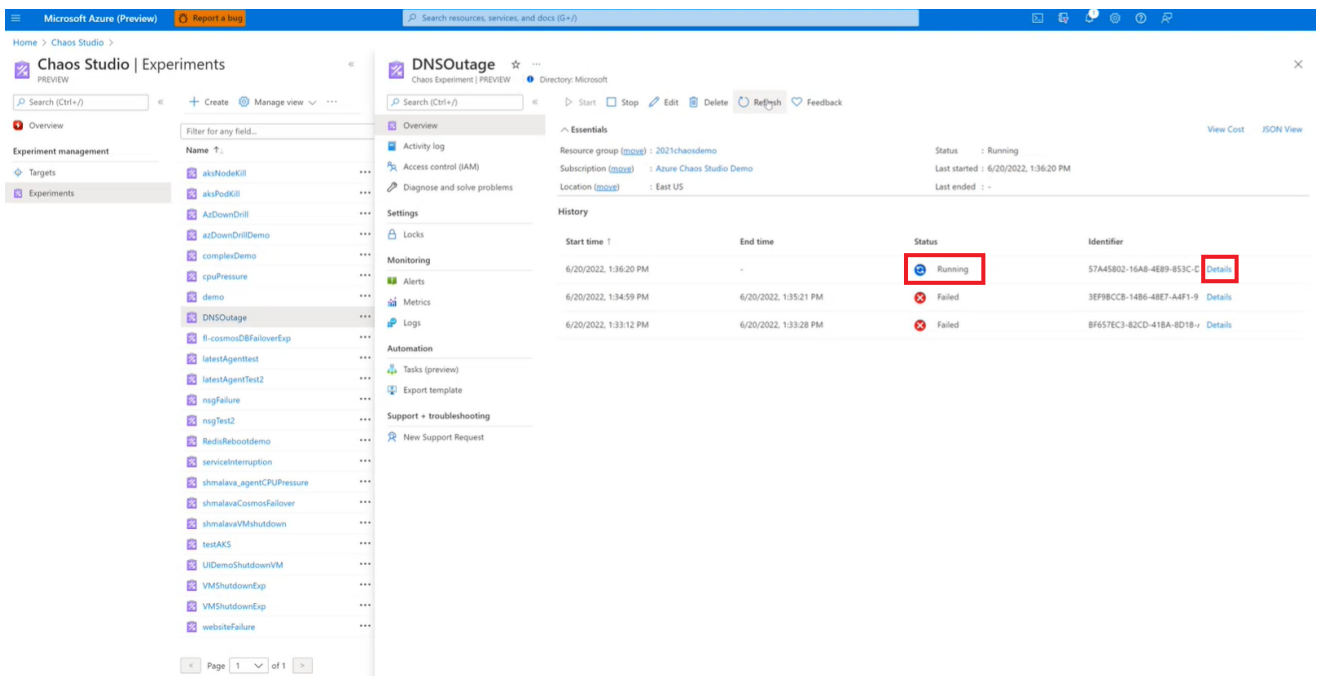 Microsoft Azure (Preview)
Report a bug
Search resources, services, and docs (G+/)
1
Home > Chaos Studio >
Chaos Studio | Experiments
PREVIEW
Search (Ctrl+/)
Overview
Experiment management
Targets
Experiments
Create
Manage view
Filter for any field...
Name ↑
aksNodeKill
aksPodKill
AzDownDrill
azDownDrillDemo
complexDemo
cpuPressure
demo
DNSOutage
fl-cosmosDBFailoverExp
latestAgenttest
latestAgentTest2
nsgFailure
nsgTest2
RedisRebootdemo
serviceInterruption
shmalava_agentCPUPressure
shmalavaCosmosFailover
shmalavaVMshutdown
testAKS
UIDemoShutdownVM
VMShutdownExp
VMShutdownExp
websiteFailure
< Page 1 of 1 >
DNSOutage
Chaos Experiment | PREVIEW Directory: Microsoft
Search (Ctrl+/)
Overview
Activity log
Access control (IAM)
Diagnose and solve problems
Settings
Locks
Monitoring
Alerts
Metrics
Logs
Automation
Tasks (preview)
Export template
Support + troubleshooting
New Support Request
Start Stop Edit Delete Refresh Feedback
Essentials View Cost JSON View
Resource group (move) : 2021chaosdemo Status : Running
Subscription (move) : Azure Chaos Studio Demo Last started : 6/20/2022, 1:36:20 PM
Location (move) : East US Last ended : -
History
Start time ↑ End time Status Identifier
6/20/2022, 1:36:20 PM - Running 57A45802-16A8-4E89-853C-D Details
6/20/2022, 1:34:59 PM 6/20/2022, 1:35:21 PM Failed 3EF9BCCB-14B6-48E7-A4F1-9 Details
6/20/2022, 1:33:12 PM 6/20/2022, 1:33:28 PM Failed BF657EC3-82CD-41BA-8D18- Details